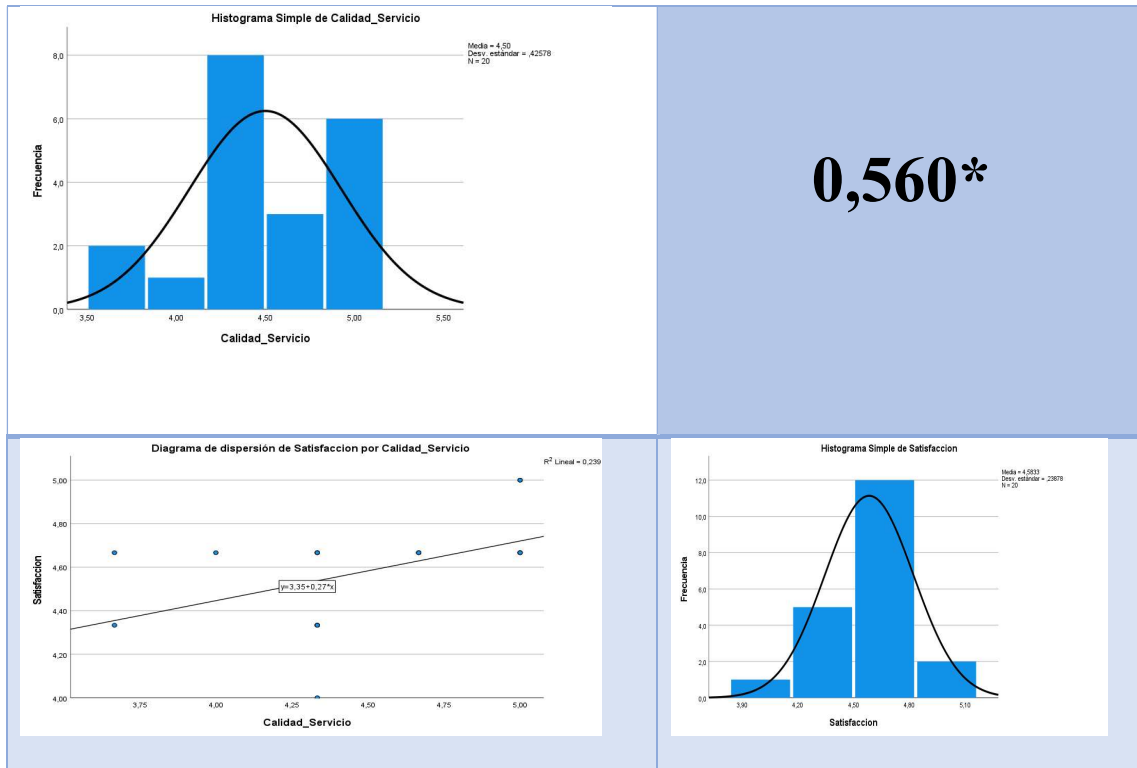 Histograma Simple de Calidad_Servicio
Media = 4,50
Desv. estándar = ,42578
N = 20
8,0
6,0
4,0
2,0
0,0
Frecuencia
3,50 4,00 4,50 5,00 5,50
Calidad_Servicio
0,560*
Diagrama de dispersión de Satisfaccion por Calidad_Servicio
R2 Lineal = 0,239
5,00
4,80
4,60
4,40
4,20
4,00
Satisfaccion
y=3,35+0,27*x
3,75 4,00 4,25 4,50 4,75 5,00
Calidad_Servicio
Histograma Simple de Satisfaccion
Media = 4,5833
Desv. estándar = ,23878
N = 20
12,0
10,0
8,0
6,0
4,0
2,0
0,0
Frecuencia
3,90 4,20 4,50 4,80 5,10
Satisfaccion